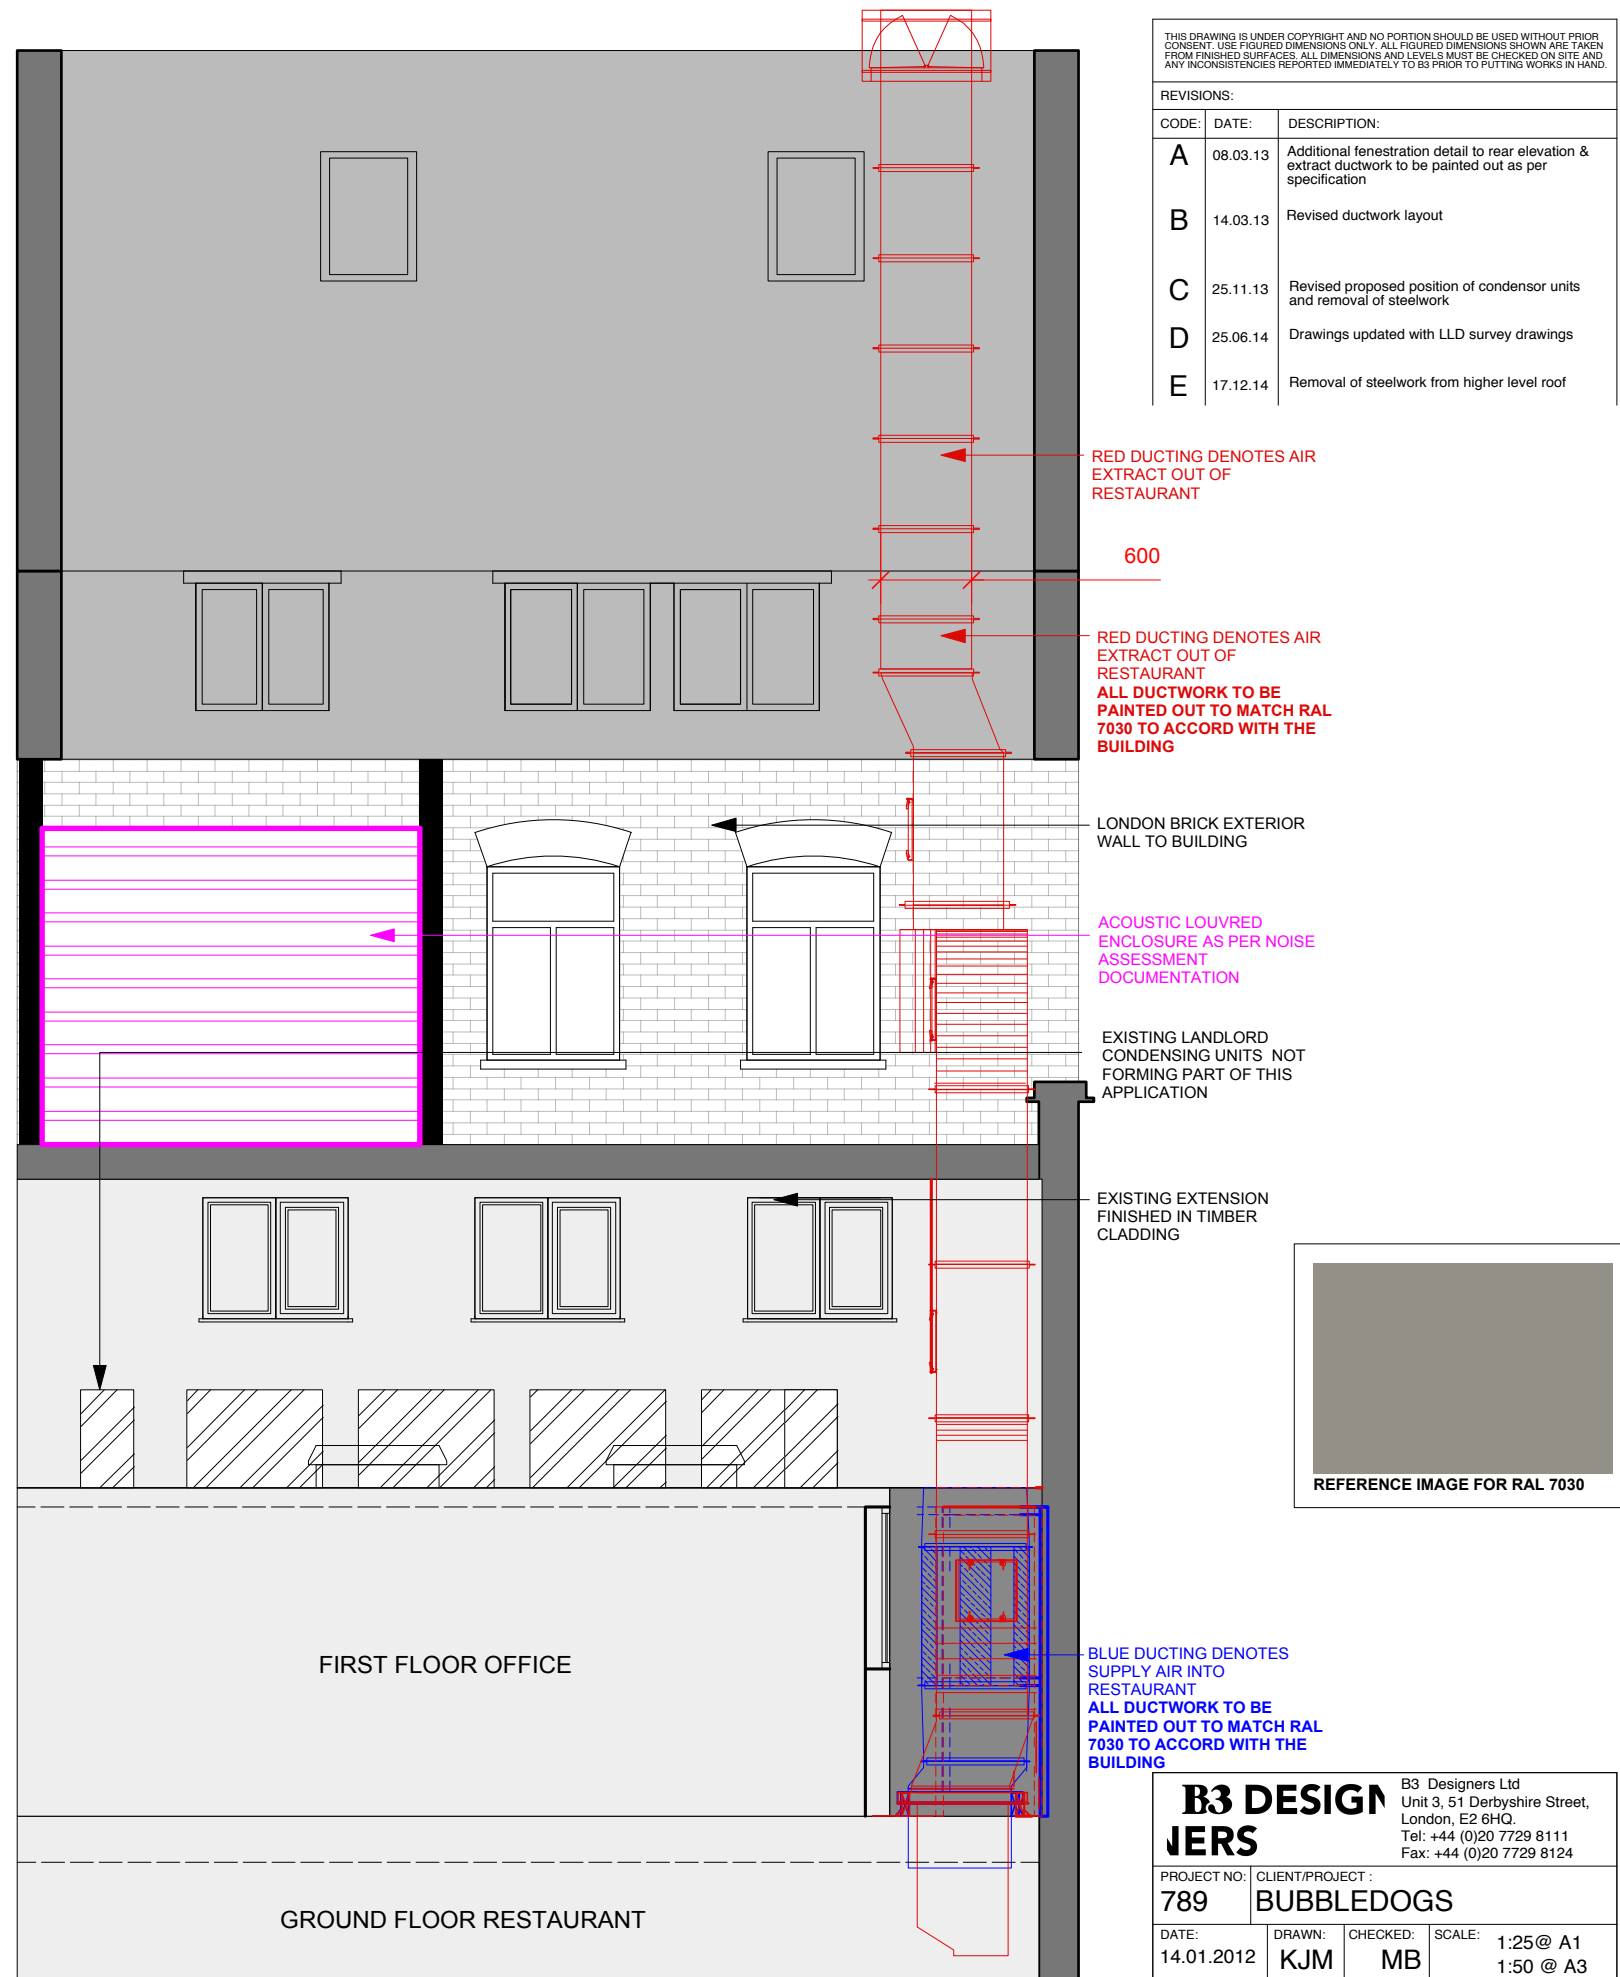 THIS DRAWING IS UNDER COPYRIGHT AND NO PORTION SHOULD BE USED WITHOUT PRIOR
CONSENT. USE FIGURED DIMENSIONS ONLY. ALL FIGURED DIMENSIONS SHOWN ARE TAKEN
FROM FINISHED SURFACES. ALL DIMENSIONS AND LEVELS MUST BE CHECKED ON SITE AND
ANY INCONSISTENCIES REPORTED IMMEDIATELY TO B3 PRIOR TO PUTTING WORKS IN HAND.
REVISIONS:
CODE: DATE: DESCRIPTION:
A 08.03.13 Additional fenestration detail to rear elevation &
extract ductwork to be painted out as per
specification
B 14.03.13 Revised ductwork layout
C 25.11.13 Revised proposed position of condensor units
and removal of steelwork
D 25.06.14 Drawings updated with LLD survey drawings
E 17.12.14 Removal of steelwork from higher level roof
RED DUCTING DENOTES AIR
EXTRACT OUT OF
RESTAURANT
600
RED DUCTING DENOTES AIR
EXTRACT OUT OF
RESTAURANT
ALL DUCTWORK TO BE
PAINTED OUT TO MATCH RAL
7030 TO ACCORD WITH THE
BUILDING
LONDON BRICK EXTERIOR
WALL TO BUILDING
ACOUSTIC LOUVRED
ENCLOSURE AS PER NOISE
ASSESSMENT
DOCUMENTATION
EXISTING LANDLORD
CONDENSING UNITS NOT
FORMING PART OF THIS
APPLICATION
EXISTING EXTENSION
FINISHED IN TIMBER
CLADDING
REFERENCE IMAGE FOR RAL 7030
FIRST FLOOR OFFICE
BLUE DUCTING DENOTES
SUPPLY AIR INTO
RESTAURANT
ALL DUCTWORK TO BE
PAINTED OUT TO MATCH RAL
7030 TO ACCORD WITH THE
BUILDING
GROUND FLOOR RESTAURANT
B3 DESIGN
NERS
B3 Designers Ltd
Unit 3, 51 Derbyshire Street,
London, E2 6HQ.
Tel: +44 (0)20 7729 8111
Fax: +44 (0)20 7729 8124
PROJECT NO: CLIENT/PROJECT :
789 BUBBLEDOGS
DATE: DRAWN: CHECKED: SCALE:
14.01.2012 KJM MB 1:25@ A1
1:50 @ A3